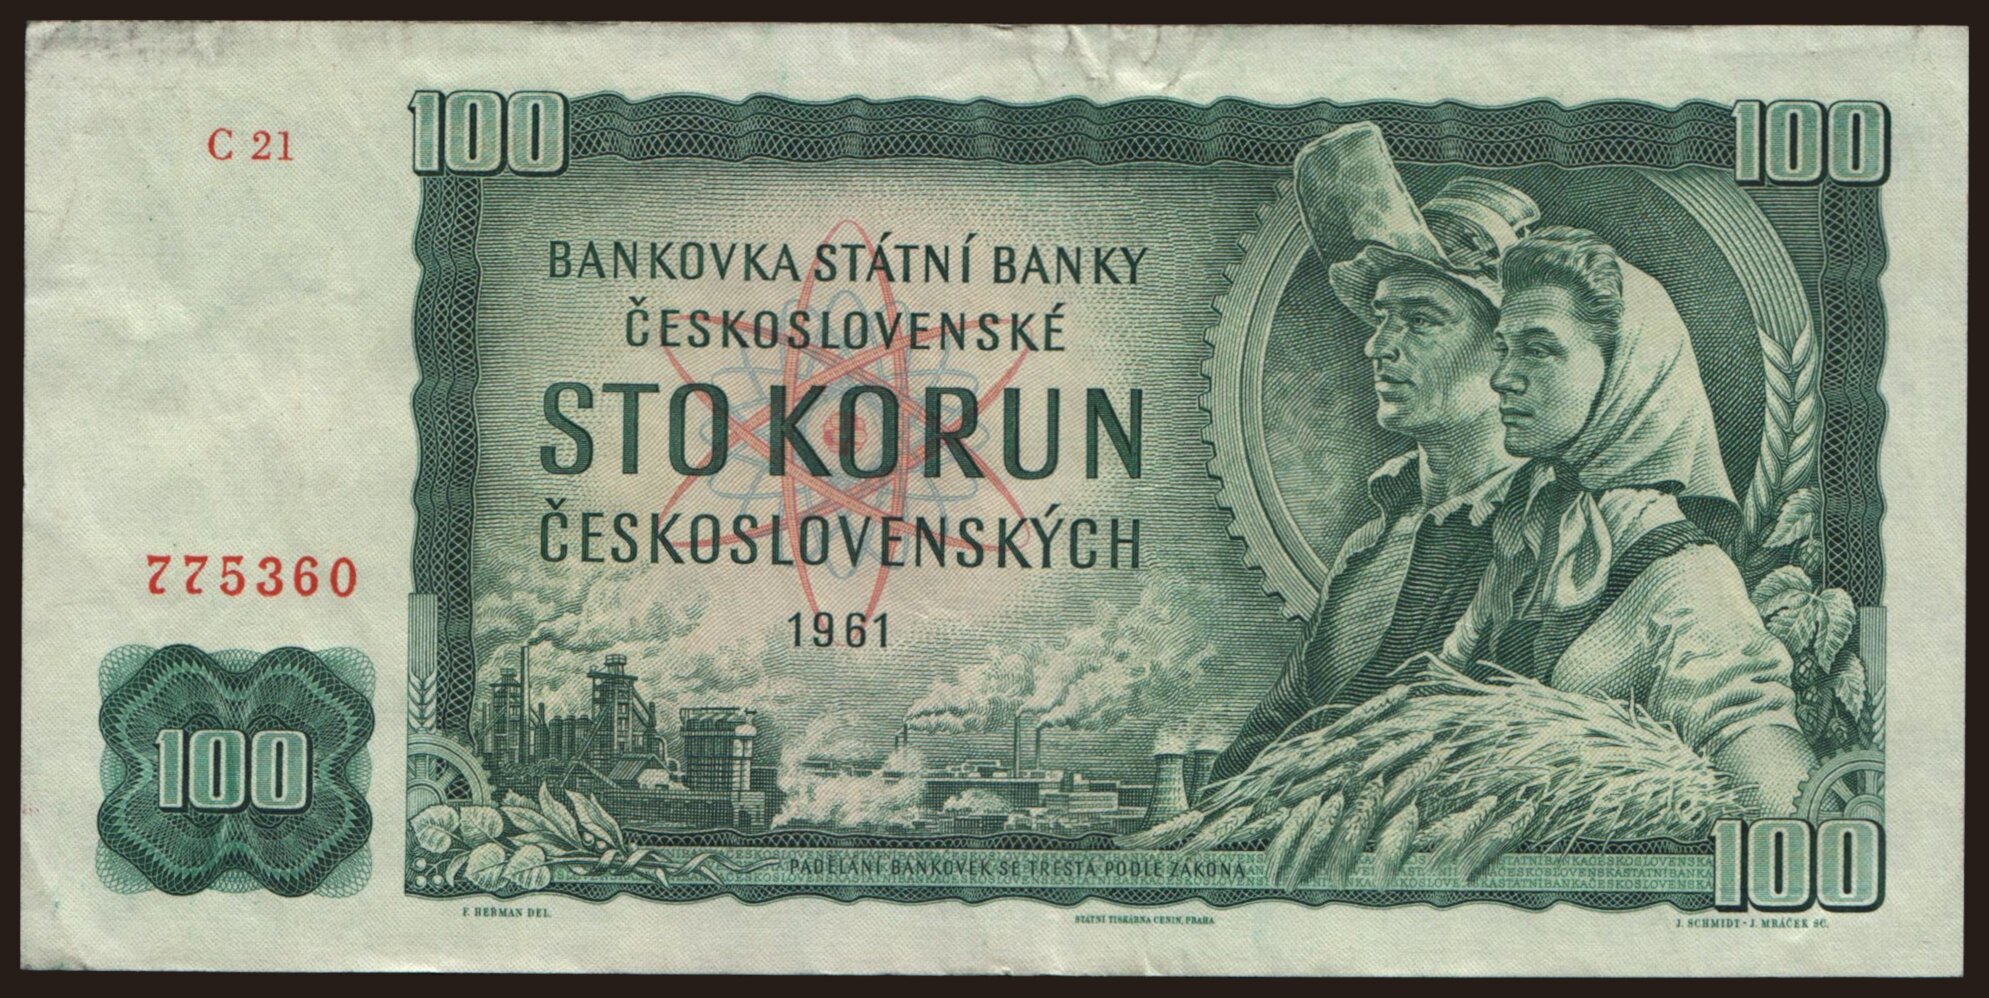 C 21
100
100
BANKOVKA STÁTNÍ BANKY
ČESKOSLOVENSKÉ
STO KORUN
ČESKOSLOVENSKÝCH
1961
775360
100
100
PADĚLÁNÍ BANKOVEK SE TRESTÁ PODLE ZÁKONA
F. HEŘMAN DEL.
STÁTNÍ TISKÁRNA CENIN, PRAHA
J. SCHMIDT - J. MRÁČEK SC.